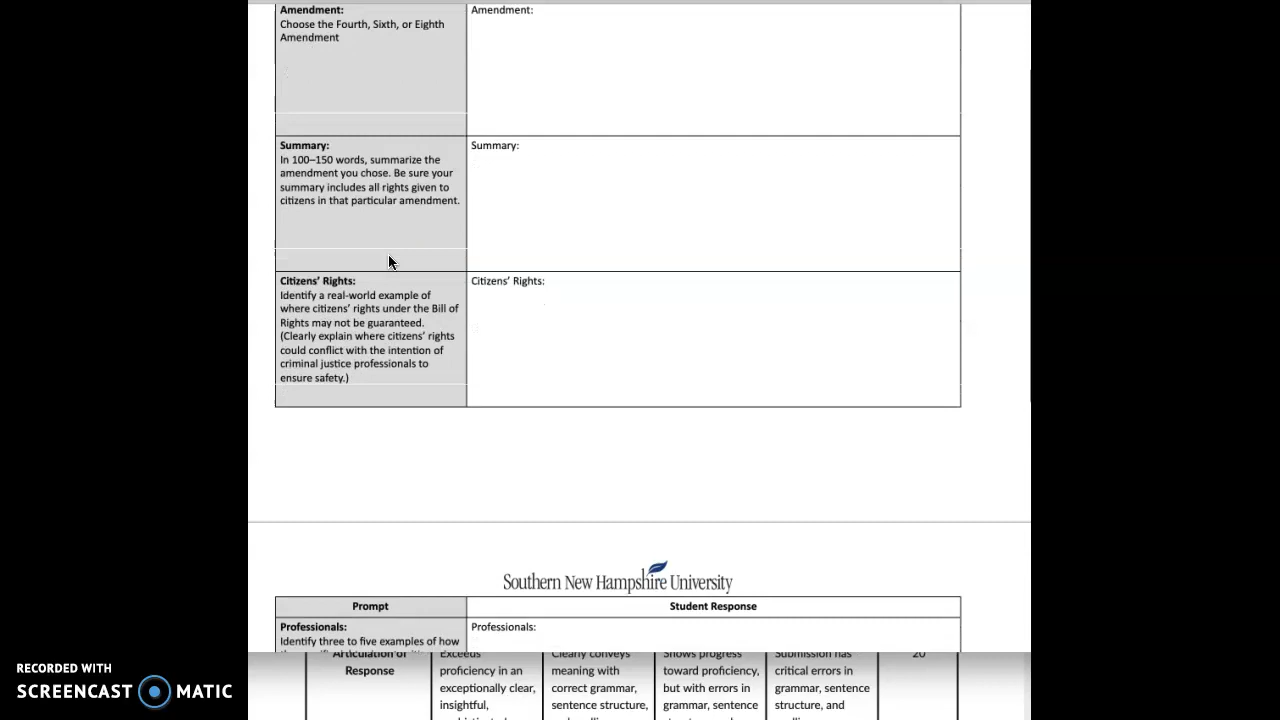 Amendment:
Choose the Fourth, Sixth, or Eighth
Amendment
Amendment:
Summary:
In 100–150 words, summarize the
amendment you chose. Be sure your
summary includes all rights given to
citizens in that particular amendment.
Summary:
Citizens’ Rights:
Identify a real-world example of
where citizens’ rights under the Bill of
Rights may not be guaranteed.
(Clearly explain where citizens’ rights
could conflict with the intention of
criminal justice professionals to
ensure safety.)
Citizens’ Rights:
Southern New Hampshire University
Prompt
Student Response
Professionals:
Identify three to five examples of how
Professionals:
Articulation of
Response
Exceeds
proficiency in an
exceptionally clear,
insightful,
Clearly conveys
meaning with
correct grammar,
sentence structure,
Shows progress
toward proficiency,
but with errors in
grammar, sentence
Submission has
critical errors in
grammar, sentence
structure, and
20
RECORDED WITH
SCREENCAST MATIC